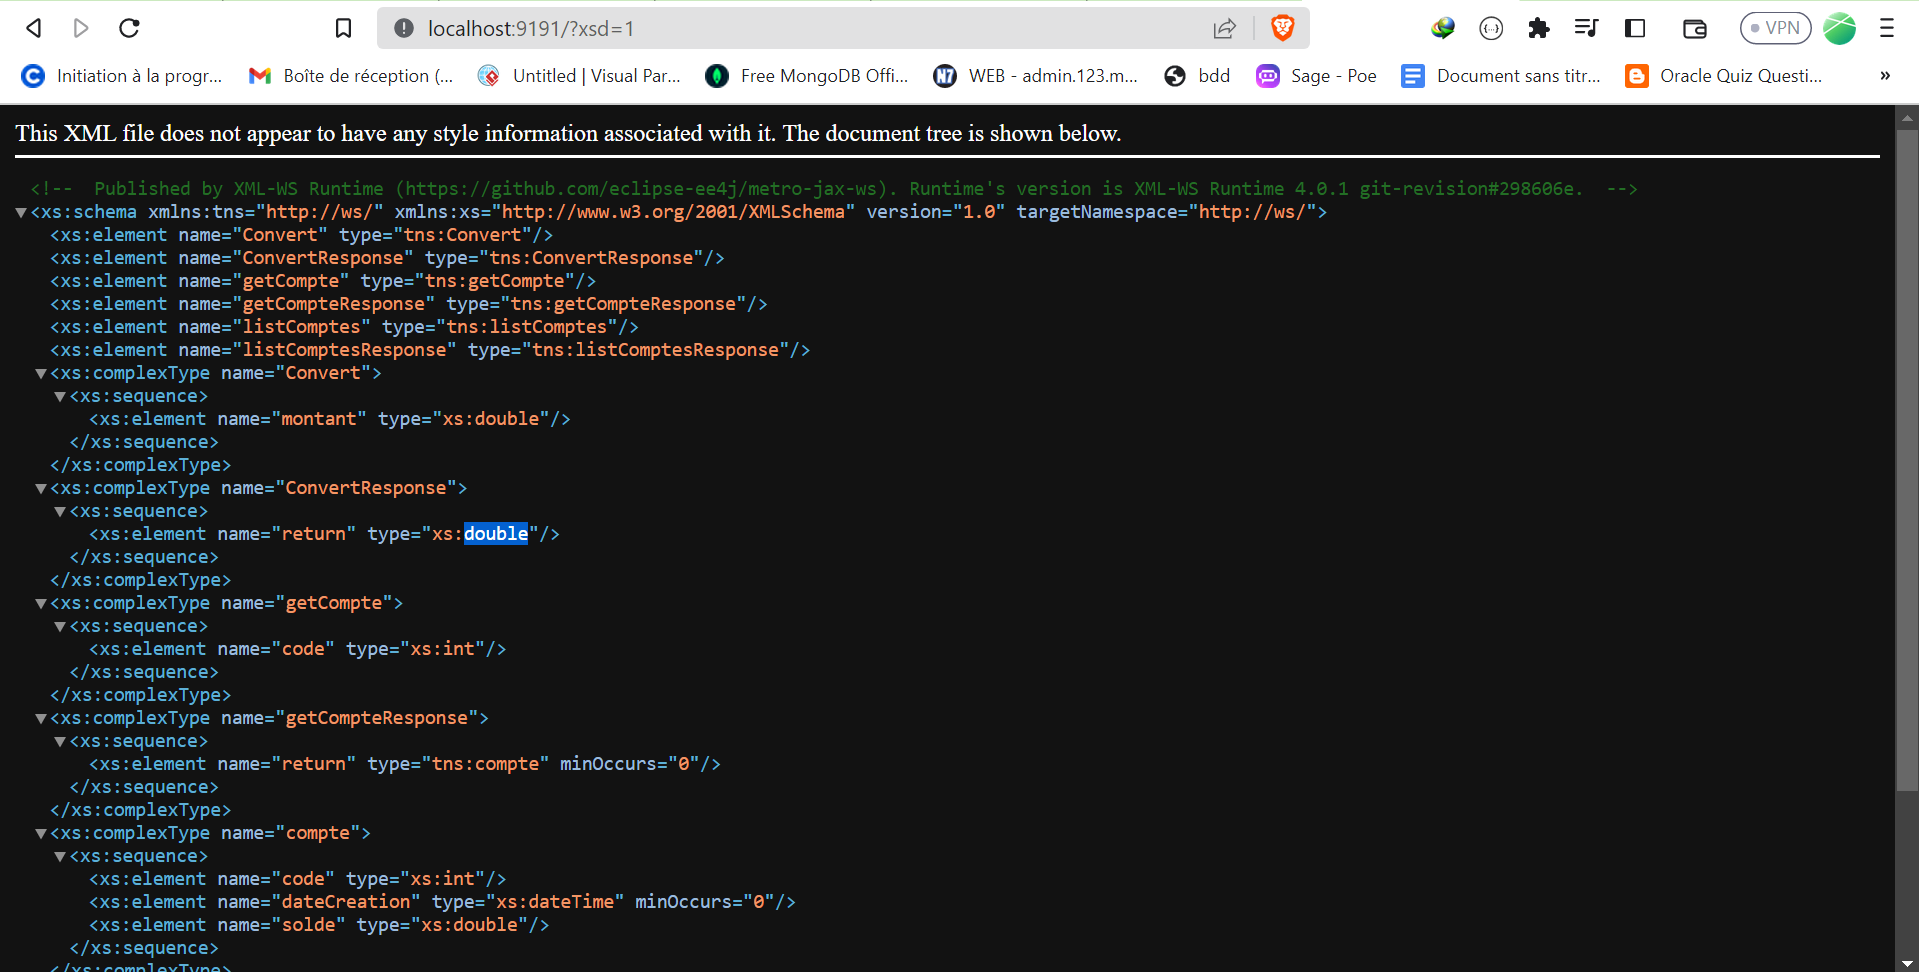 localhost:9191/?xsd=1
VPN
Initiation à la progr... Boîte de réception (... Untitled | Visual Par... Free MongoDB Offi... WEB - admin.123.m... bdd Sage - Poe Document sans titr... Oracle Quiz Questi... »
This XML file does not appear to have any style information associated with it. The document tree is shown below.
<!-- Published by XML-WS Runtime (https://github.com/eclipse-ee4j/metro-jax-ws). Runtime's version is XML-WS Runtime 4.0.1 git-revision#298606e. -->
▼<xs:schema xmlns:tns="http://ws/" xmlns:xs="http://www.w3.org/2001/XMLSchema" version="1.0" targetNamespace="http://ws/">
<xs:element name="Convert" type="tns:Convert"/>
<xs:element name="ConvertResponse" type="tns:ConvertResponse"/>
<xs:element name="getCompte" type="tns:getCompte"/>
<xs:element name="getCompteResponse" type="tns:getCompteResponse"/>
<xs:element name="listComptes" type="tns:listComptes"/>
<xs:element name="listComptesResponse" type="tns:listComptesResponse"/>
▼<xs:complexType name="Convert">
▼<xs:sequence>
<xs:element name="montant" type="xs:double"/>
</xs:sequence>
</xs:complexType>
▼<xs:complexType name="ConvertResponse">
▼<xs:sequence>
<xs:element name="return" type="xs:double"/>
</xs:sequence>
</xs:complexType>
▼<xs:complexType name="getCompte">
▼<xs:sequence>
<xs:element name="code" type="xs:int"/>
</xs:sequence>
</xs:complexType>
▼<xs:complexType name="getCompteResponse">
▼<xs:sequence>
<xs:element name="return" type="tns:compte" minOccurs="0"/>
</xs:sequence>
</xs:complexType>
▼<xs:complexType name="compte">
▼<xs:sequence>
<xs:element name="code" type="xs:int"/>
<xs:element name="dateCreation" type="xs:dateTime" minOccurs="0"/>
<xs:element name="solde" type="xs:double"/>
</xs:sequence>
</xs:complexType>